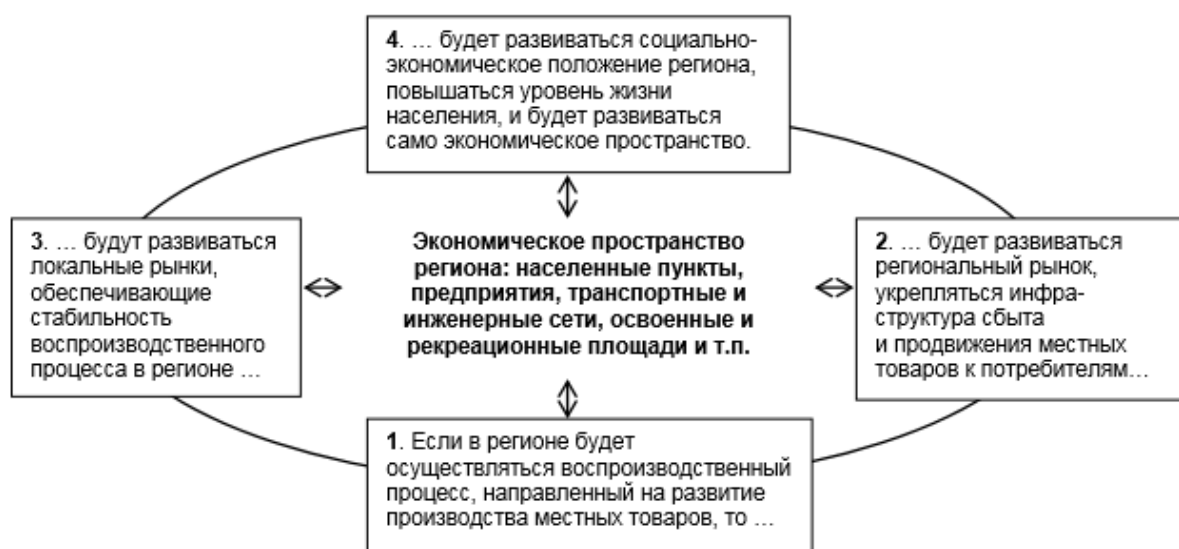 4. … будет развиваться социально-
экономическое положение региона,
повышаться уровень жизни
населения, и будет развиваться
само экономическое пространство.
3. … будут развиваться
локальные рынки,
обеспечивающие
стабильность
воспроизводственного
процесса в регионе …
Экономическое пространство
региона: населенные пункты,
предприятия, транспортные и
инженерные сети, освоенные и
рекреационные площади и т.п.
2. … будет развиваться
региональный рынок,
укрепляться инфра-
структура сбыта
и продвижения местных
товаров к потребителям…
1. Если в регионе будет
осуществляться воспроизводственный
процесс, направленный на развитие
производства местных товаров, то …